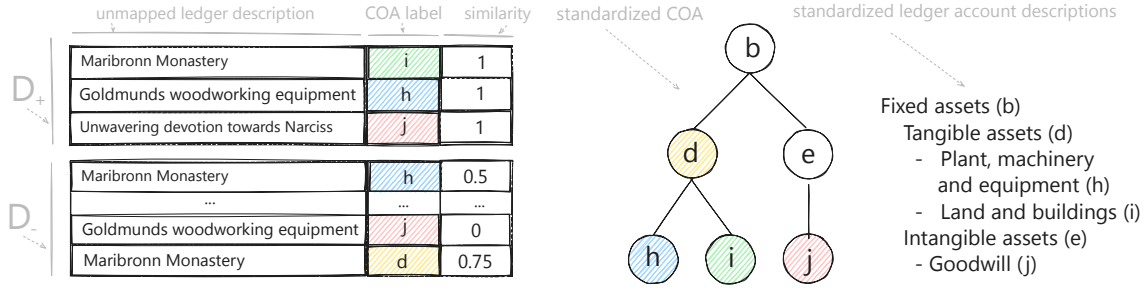 unmapped ledger description COA label similarity
D+
Maribronn Monastery i 1
Goldmunds woodworking equipment h 1
Unwavering devotion towards Narciss j 1
D-
Maribronn Monastery h 0.5
... ... ...
Goldmunds woodworking equipment j 0
Maribronn Monastery d 0.75
standardized COA
b
d e
h i j
standardized ledger account descriptions
Fixed assets (b)
Tangible assets (d)
- Plant, machinery
and equipment (h)
- Land and buildings (i)
Intangible assets (e)
- Goodwill (j)